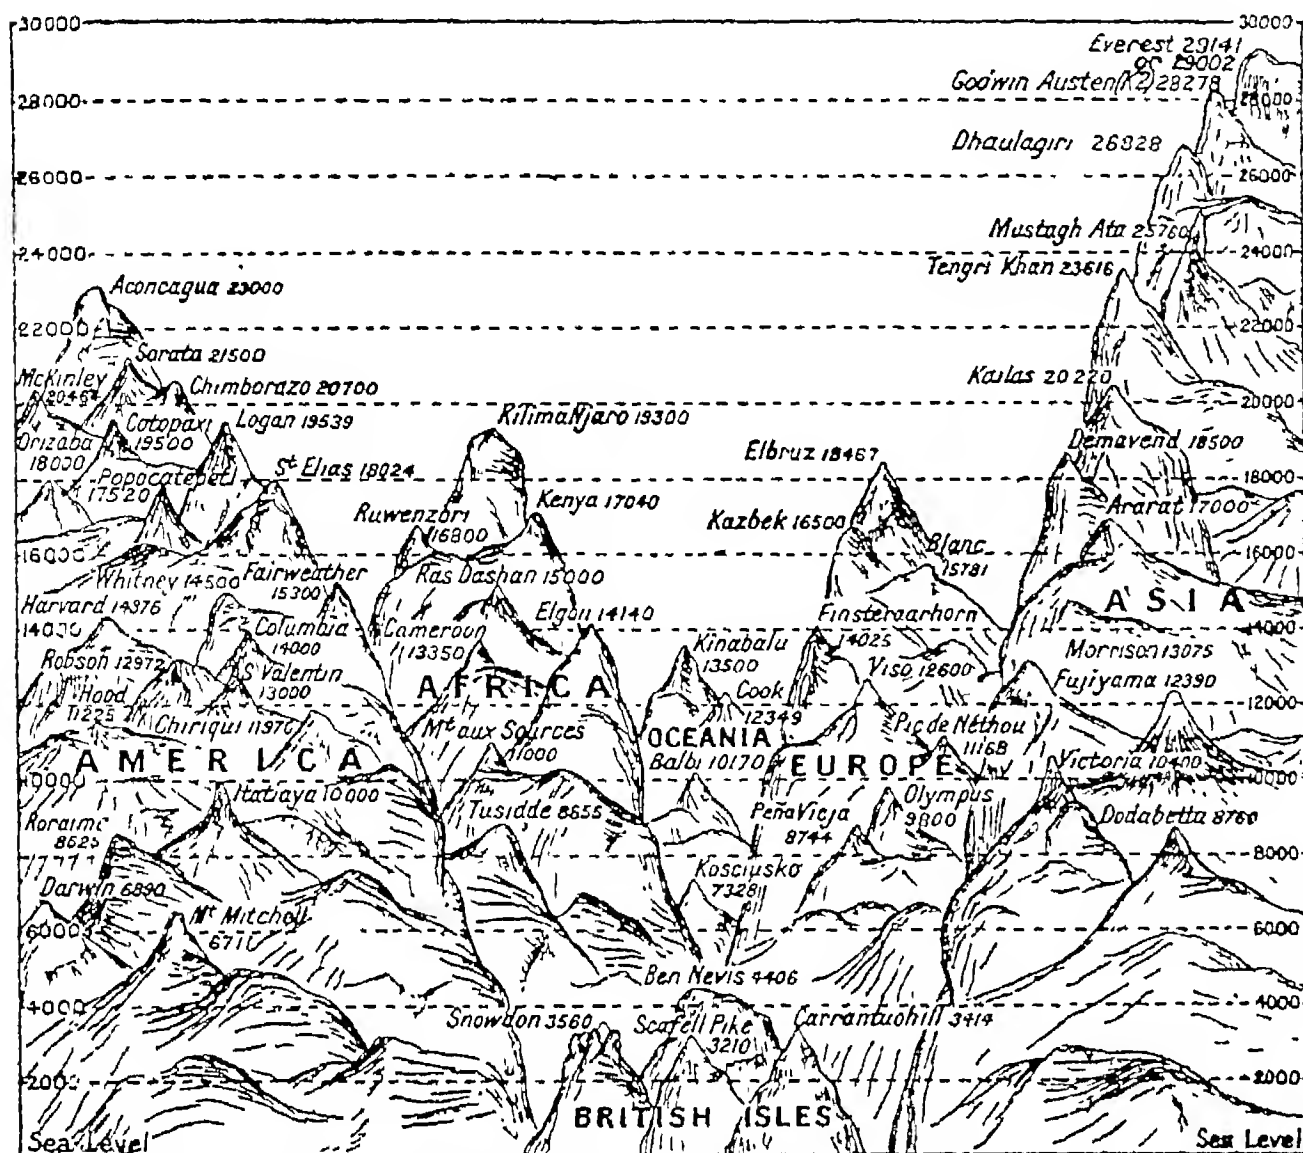 30000
30000
Everest 29141
or 29002
28000
Godwin Austen (K2) 28278
28000
Dhaulagiri 26828
26000
26000
Mustagh Ata 25760
24000
24000
Tengri Khan 23616
Aconcagua 23000
22000
22000
Sorata 21500
McKinley
20464
Chimborazo 20700
Kailas 20220
20000
Cotopaxi
19500
Logan 19539
KilimaNjaro 19300
Orizaba
18000
Elbruz 18467
Demavend 18500
St Elias 18024
18000
Popocatepetl
17520
Ruwenzori
16800
Kenya 17040
Kazbek 16500
Ararat 17000
Blanc
15781
16000
16000
Whitney 14500
Fairweather
15300
Ras Dashan 15000
ASIA
Harvard 14376
14000
14000
Columbia
14000
Cameroon
13350
Elgon 14140
Kinabalu
13500
Finsteraarhorn
14025
Morrison 13075
Robson 12972
St Valentin
13000
AFRICA
Viso 12600
Fujiyama 12390
Hood
11225
Cook
12349
12000
Chiriqui 11970
Mt aux Sources
11000
Pic de Néthou
11168
OCEANIA
AMERICA
Balbi 10170
EUROPE
Victoria 10400
10000
10000
Itatiaya 10000
Tusidde 8655
Peña Vieja
8744
Olympus
9800
Dodabetta 8760
Roraima
8625
8000
Darwin 6890
Kosciusko
7328
Mt Mitchell
6711
6000
6000
Ben Nevis 4406
4000
4000
Snowdon 3560
Scafell Pike
3210
Carrantuohill 3414
2000
2000
BRITISH ISLES
Sea Level
Sea Level